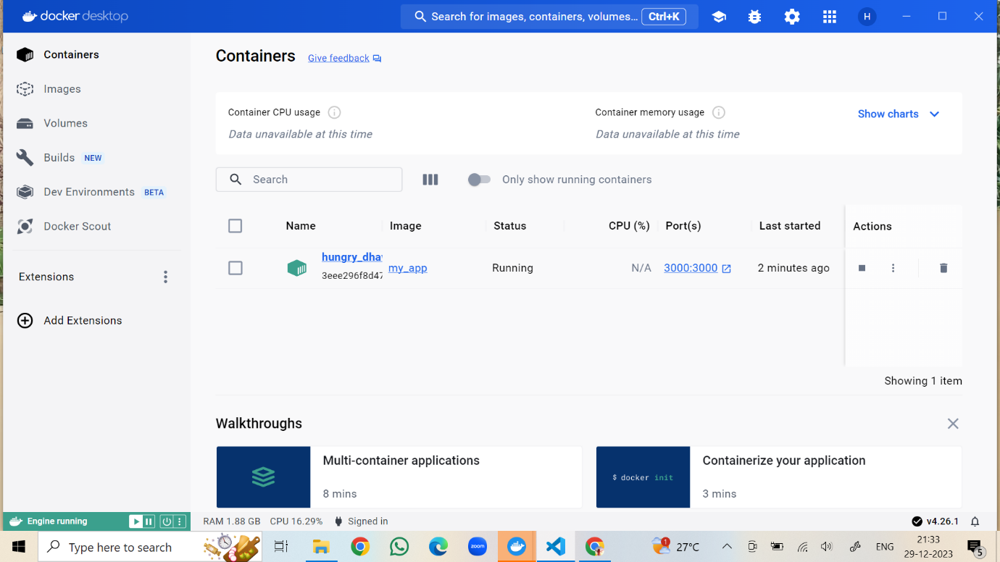 docker desktop
Search for images, containers, volumes... Ctrl+K
H
Containers
Images
Volumes
Builds NEW
Dev Environments BETA
Docker Scout
Extensions
Add Extensions
Containers Give feedback
Container CPU usage
Data unavailable at this time
Container memory usage
Data unavailable at this time
Show charts
Search
Only show running containers
Name Image Status CPU (%) Port(s) Last started Actions
hungry_dha
3eee296f8d47
my_app Running N/A 3000:3000 2 minutes ago
Showing 1 item
Walkthroughs
Multi-container applications
8 mins
$ docker init
Containerize your application
3 mins
Engine running RAM 1.88 GB CPU 16.29% Signed in v4.26.1
Type here to search
zoom
1
27°C
ENG
21:33
29-12-2023
5